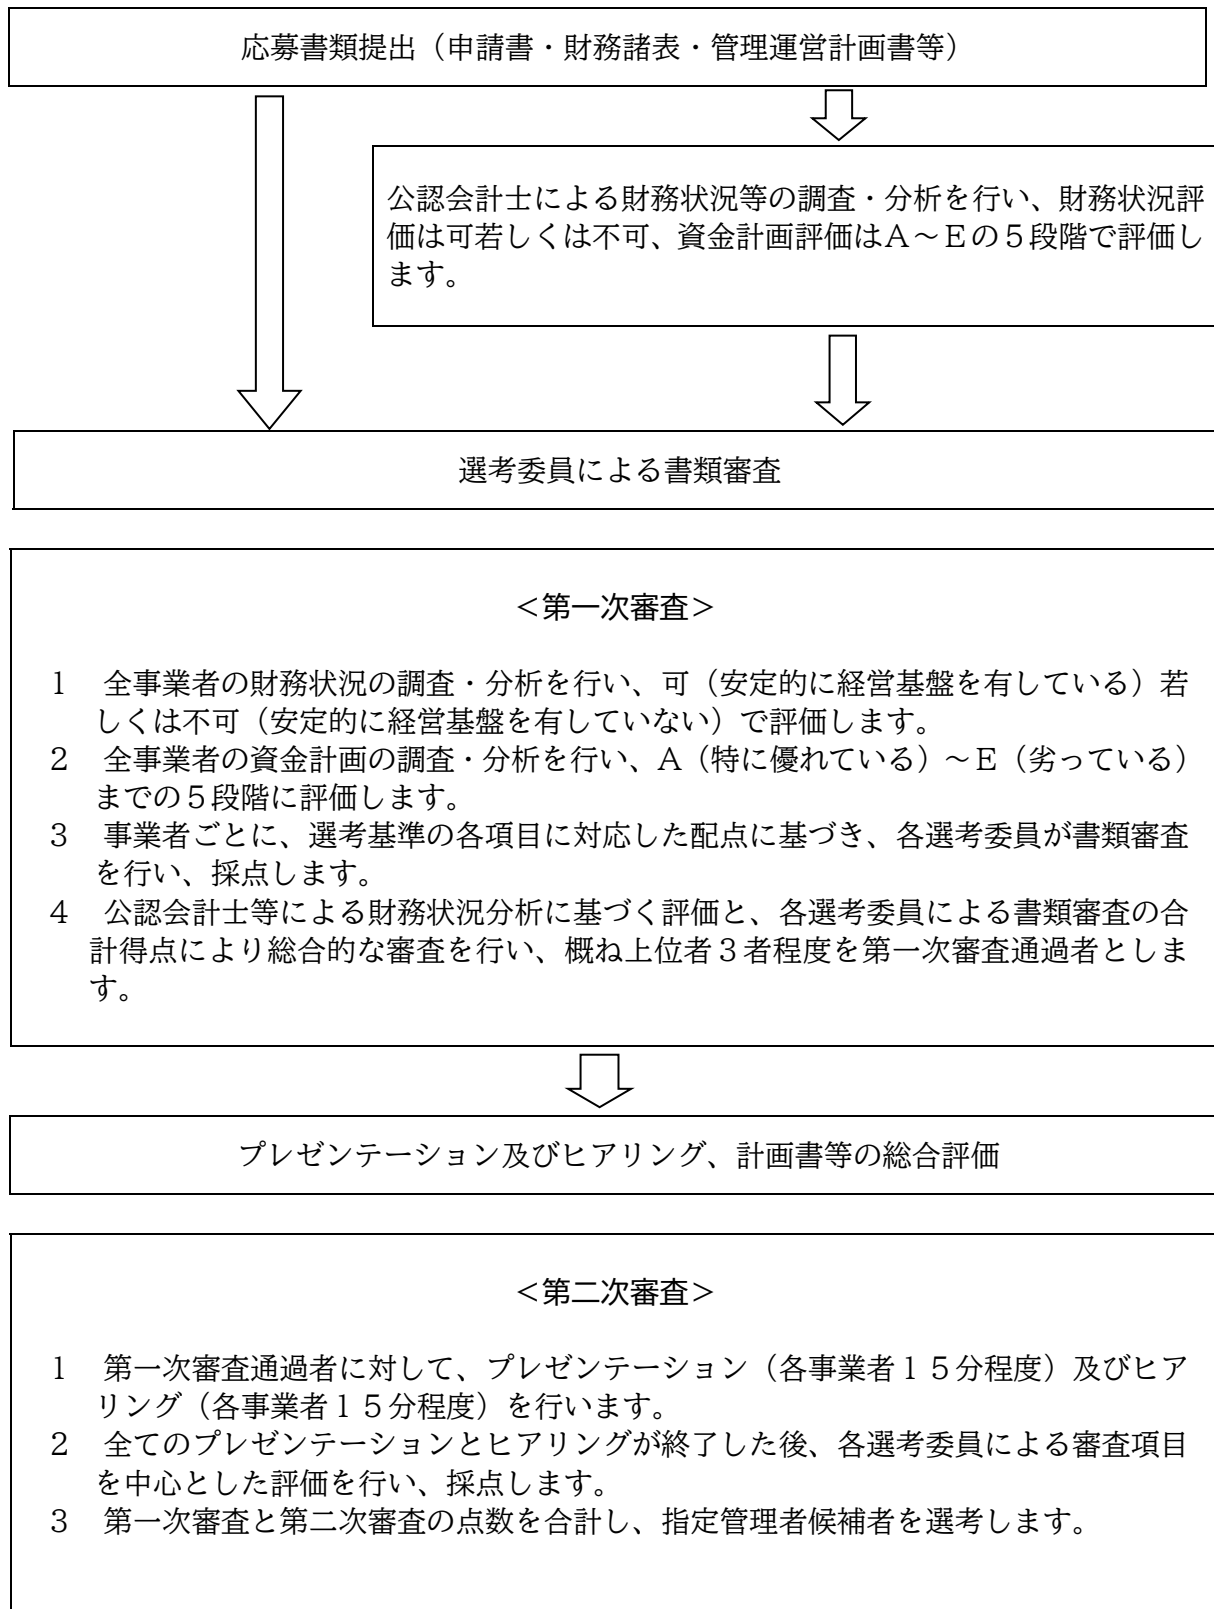 応募書類提出（申請書・財務諸表・管理運営計画書等）
公認会計士による財務状況等の調査・分析を行い、財務状況評
価は可若しくは不可、資金計画評価はＡ～Ｅの５段階で評価し
ます。
選考委員による書類審査
＜第一次審査＞
１　全事業者の財務状況の調査・分析を行い、可（安定的に経営基盤を有している）若
しくは不可（安定的に経営基盤を有していない）で評価します。
２　全事業者の資金計画の調査・分析を行い、Ａ（特に優れている）～Ｅ（劣っている）
までの５段階に評価します。
３　事業者ごとに、選考基準の各項目に対応した配点に基づき、各選考委員が書類審査
を行い、採点します。
４　公認会計士等による財務状況分析に基づく評価と、各選考委員による書類審査の合
計得点により総合的な審査を行い、概ね上位者３者程度を第一次審査通過者としま
す。
プレゼンテーション及びヒアリング、計画書等の総合評価
＜第二次審査＞
１　第一次審査通過者に対して、プレゼンテーション（各事業者１５分程度）及びヒア
リング（各事業者１５分程度）を行います。
２　全てのプレゼンテーションとヒアリングが終了した後、各選考委員による審査項目
を中心とした評価を行い、採点します。
３　第一次審査と第二次審査の点数を合計し、指定管理者候補者を選考します。